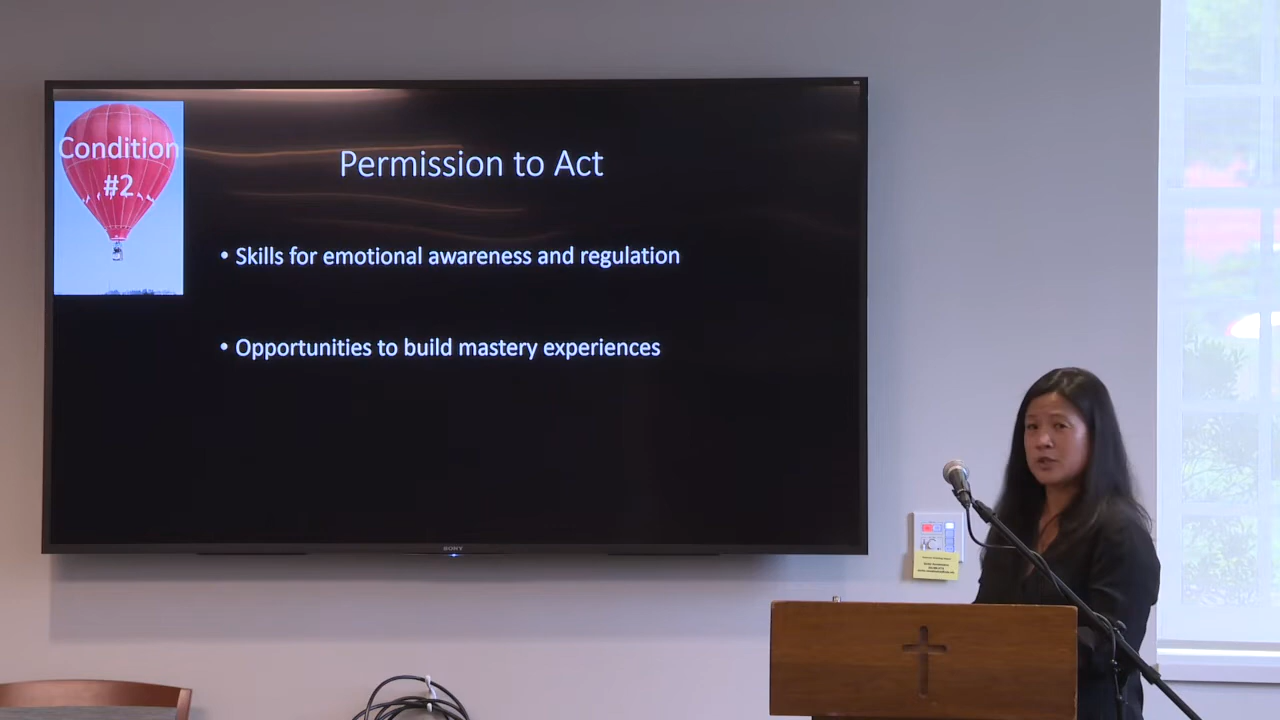 Condition
#2
Permission to Act
• Skills for emotional awareness and regulation
• Opportunities to build mastery experiences
SONY